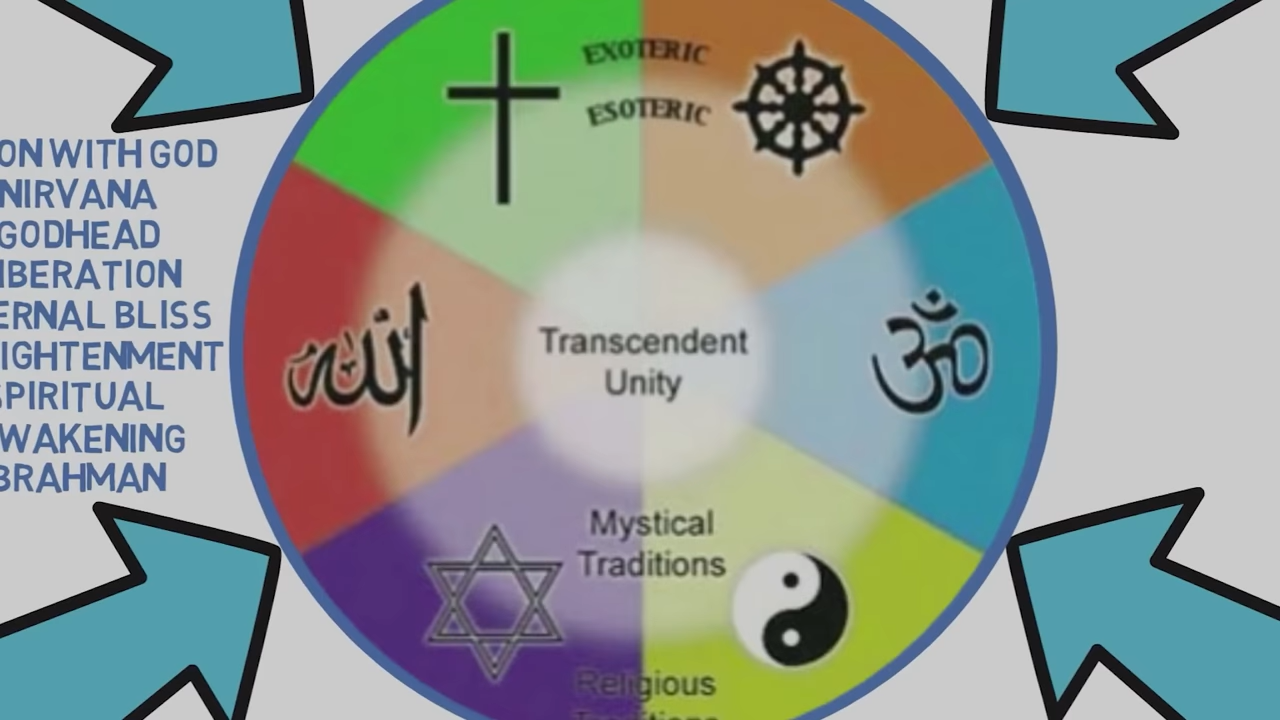 ON WITH GOD
NIRVANA
GODHEAD
IBERATION
ERNAL BLISS
IGHTENMENT
SPIRITUAL
WAKENING
BRAHMAN
EXOTERIC
ESOTERIC
الله
ॐ
Transcendent
Unity
Mystical
Traditions
Religious
Traditions